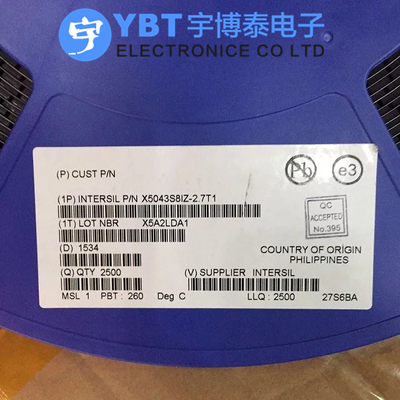 宇 YBT 宇博泰电子
ELECTRONICE CO.,LTD
(P) CUST P/N
Pb e3
(1P) INTERSIL P/N X5043S8IZ-2.7T1
QC
ACCEPTED
No.395
(1T) LOT NBR X5A2LDA1
(D) 1534
COUNTRY OF ORIGIN
PHILIPPINES
(Q) QTY 2500 (V) SUPPLIER INTERSIL
MSL 1 PBT: 260 Deg C LLQ: 2500 27S6BA